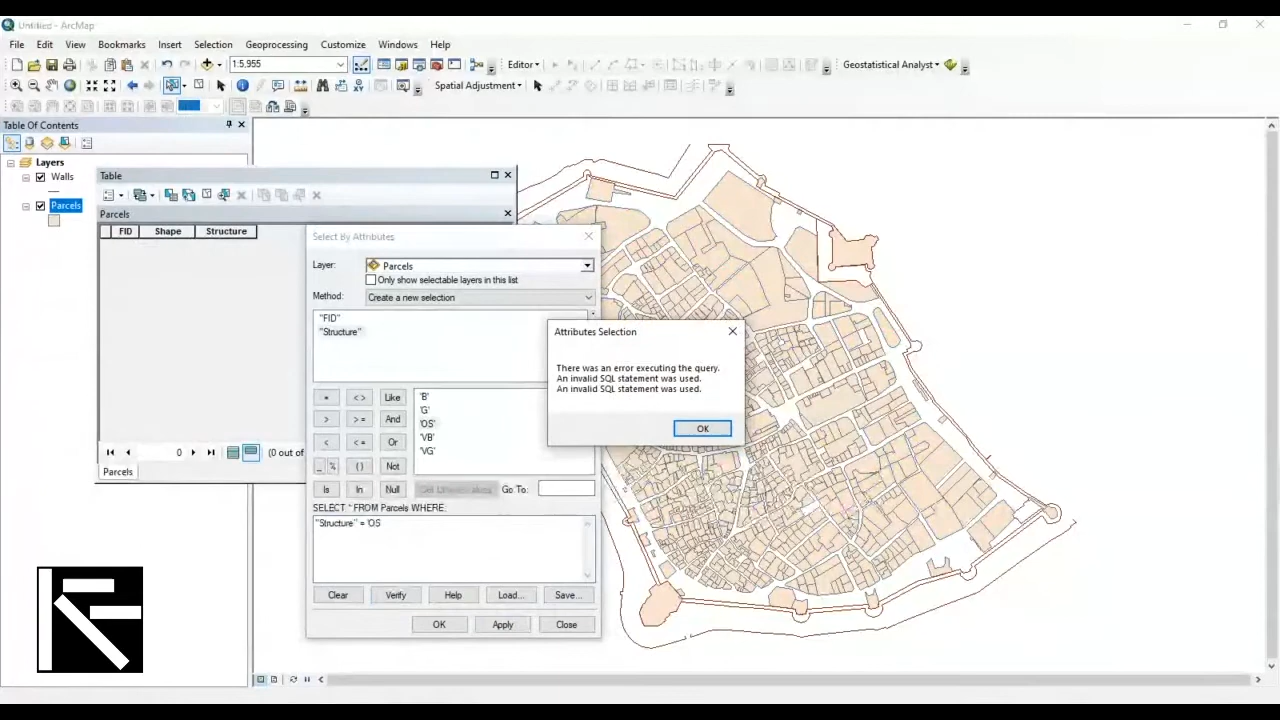 Untitled - ArcMap
File Edit View Bookmarks Insert Selection Geoprocessing Customize Windows Help
1:5,955
Editor
Geostatistical Analyst
Spatial Adjustment
Table Of Contents
Layers
Walls
Parcels
Table
Parcels
FID Shape Structure
0
(0 out of
Parcels
Select By Attributes
Layer: Parcels
Only show selectable layers in this list
Method: Create a new selection
"FID"
"Structure"
= < > Like
> > = And
< < = Or
_ % ( ) Not
Is In Null
'B'
'G'
'OS'
'VB'
'VG'
Get Unique Values Go To:
SELECT * FROM Parcels WHERE:
"Structure" = 'OS
Clear Verify Help Load... Save...
OK Apply Close
Attributes Selection
There was an error executing the query.
An invalid SQL statement was used.
An invalid SQL statement was used.
OK